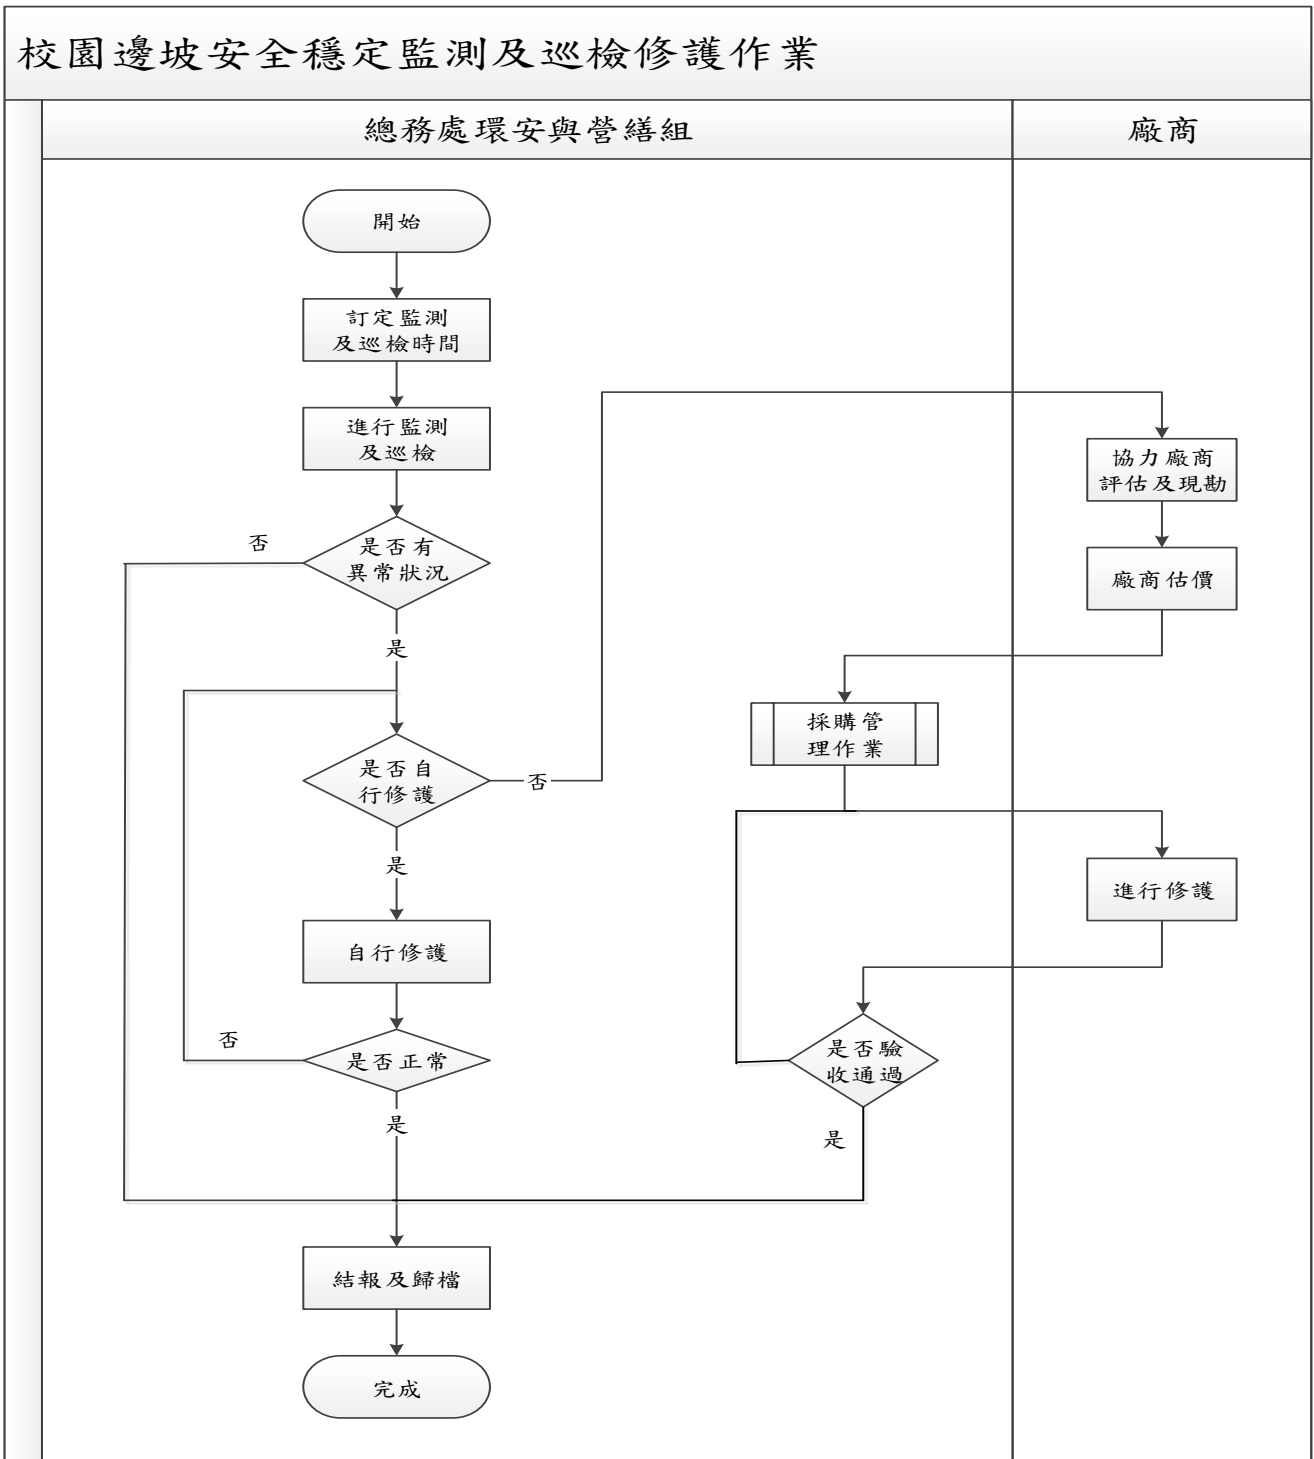 校園邊坡安全穩定監測及巡檢修護作業
總務處環安與營繕組
廠商
開始
訂定監測
及巡檢時間
進行監測
及巡檢
是否有
異常狀況
否
是
是否自
行修護
否
是
自行修護
是否正常
否
是
協力廠商
評估及現勘
廠商估價
採購管
理作業
進行修護
是否驗
收通過
是
結報及歸檔
完成